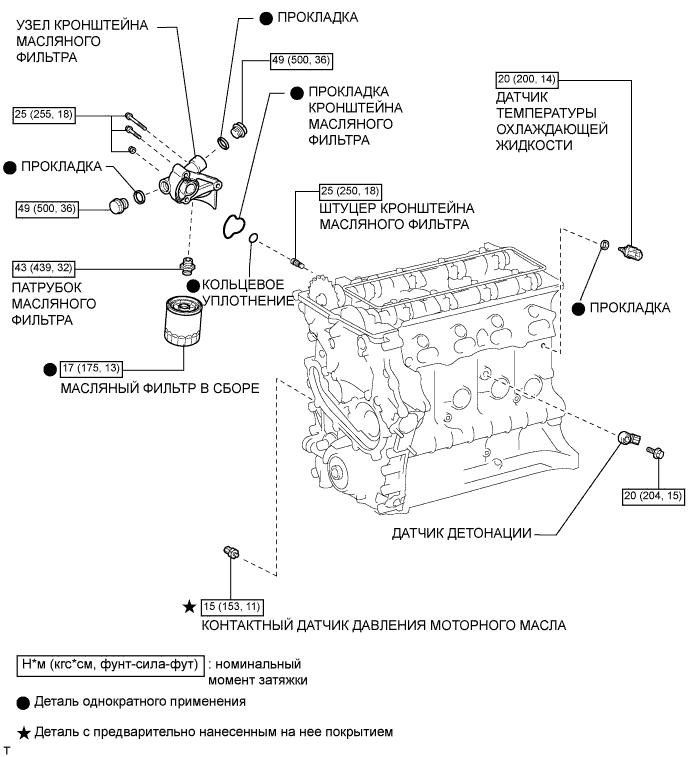 УЗЕЛ КРОНШТЕЙНА
МАСЛЯНОГО
ФИЛЬТРА
ПРОКЛАДКА
49 (500, 36)
ПРОКЛАДКА
КРОНШТЕЙНА
МАСЛЯНОГО
ФИЛЬТРА
20 (200, 14)
ДАТЧИК
ТЕМПЕРАТУРЫ
ОХЛАЖДАЮЩЕЙ
ЖИДКОСТИ
25 (255, 18)
ПРОКЛАДКА
49 (500, 36)
25 (250, 18)
ШТУЦЕР КРОНШТЕЙНА
МАСЛЯНОГО ФИЛЬТРА
43 (439, 32)
ПАТРУБОК
МАСЛЯНОГО
ФИЛЬТРА
КОЛЬЦЕВОЕ
УПЛОТНЕНИЕ
ПРОКЛАДКА
17 (175, 13)
МАСЛЯНЫЙ ФИЛЬТР В СБОРЕ
20 (204, 15)
ДАТЧИК ДЕТОНАЦИИ
15 (153, 11)
КОНТАКТНЫЙ ДАТЧИК ДАВЛЕНИЯ МОТОРНОГО МАСЛА
Н*м (кгс*см, фунт-сила-фут) : номинальный
момент затяжки
Деталь однократного применения
Деталь с предварительно нанесенным на нее покрытием
T